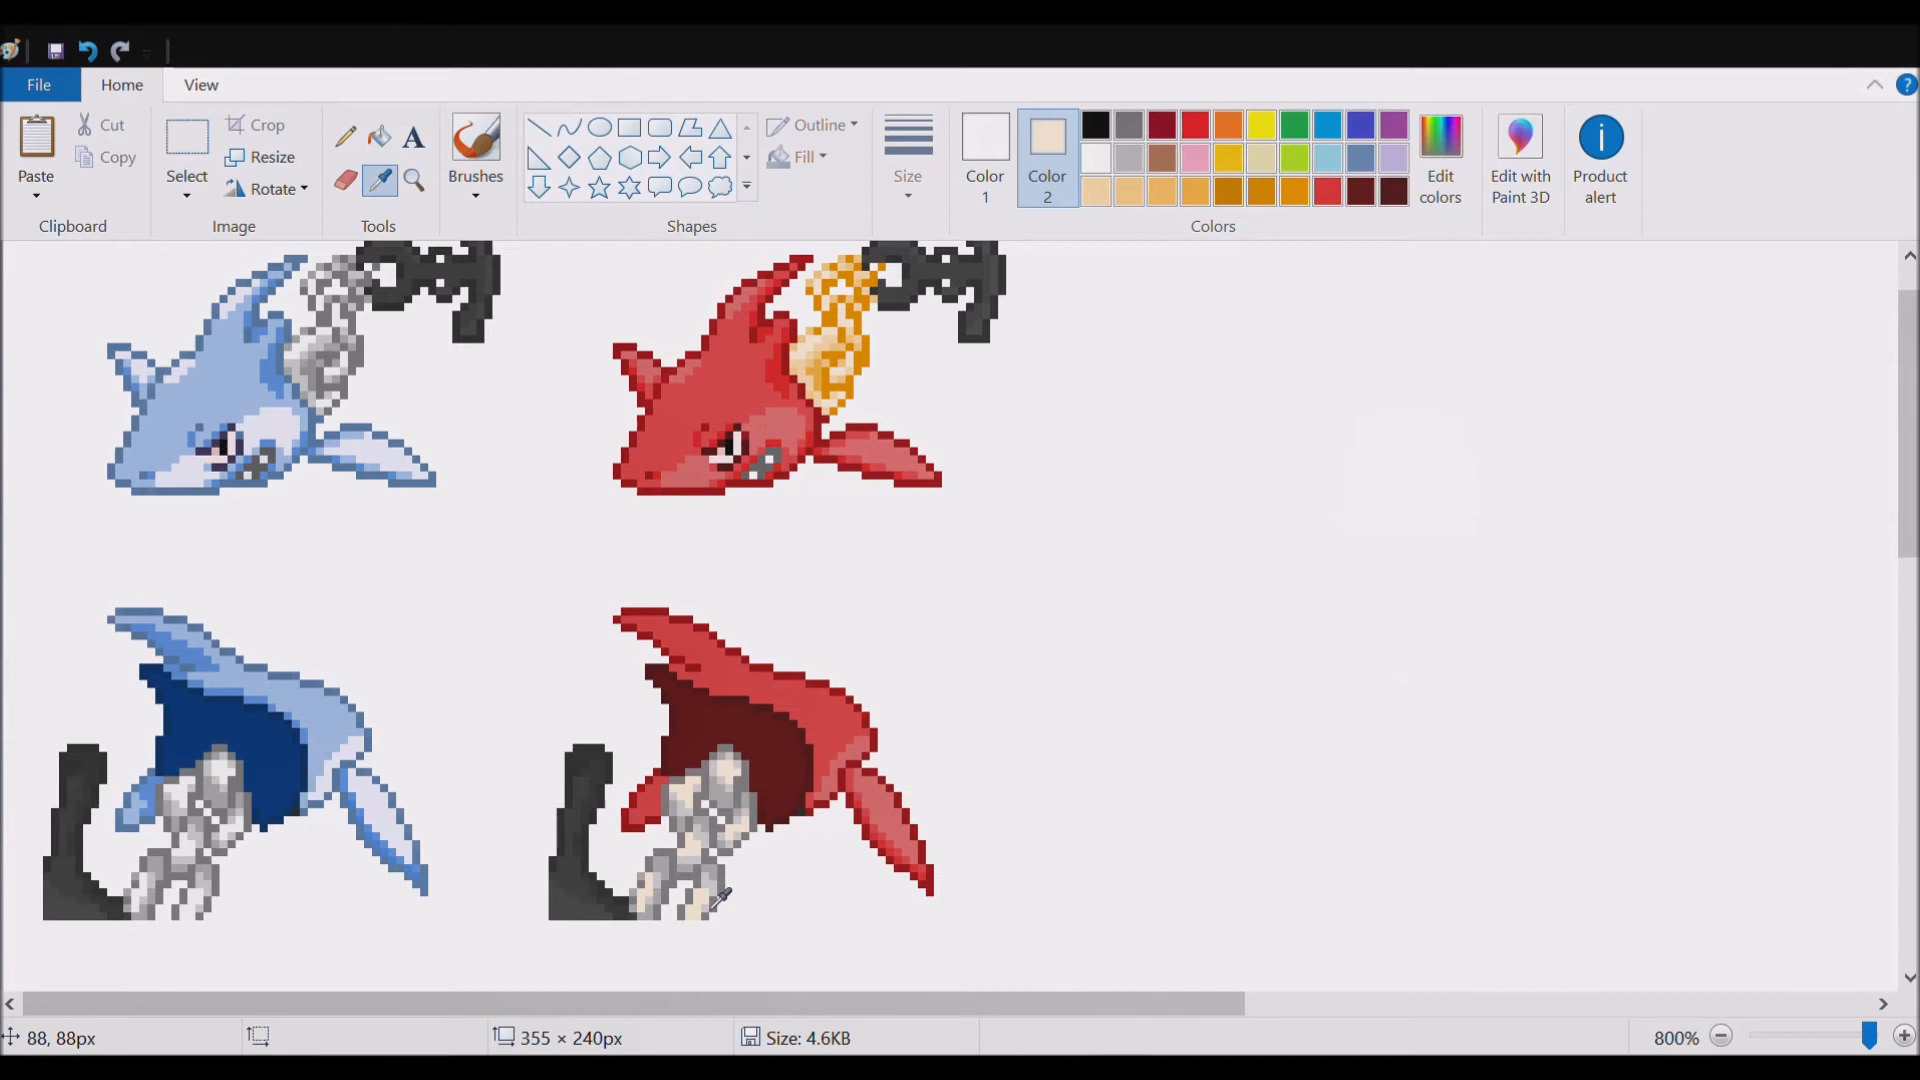 File Home View
Paste
Cut
Copy
Clipboard
Select
Crop
Resize
Rotate
Image
A
Tools
Brushes
Shapes
Outline
Fill
Size
Color
1
Color
2
Edit
colors
Colors
Edit with
Paint 3D
Product
alert
88, 88px
355 × 240px
Size: 4.6KB
800%